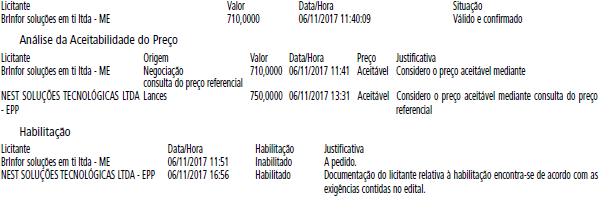 Licitante Valor Data/Hora Situação
BrInfor soluções em ti ltda - ME 710,0000 06/11/2017 11:40:09 Válido e confirmado
Análise da Aceitabilidade do Preço
Licitante Origem Valor Data/Hora Preço Justificativa
BrInfor soluções em ti ltda - ME Negociação 710,0000 06/11/2017 11:41 Aceitável Considero o preço aceitável mediante
consulta do preço referencial
NEST SOLUÇÕES TECNOLÓGICAS LTDA Lances 750,0000 06/11/2017 13:31 Aceitável Considero o preço aceitável mediante consulta do preço
- EPP referencial
Habilitação
Licitante Data/Hora Habilitação Justificativa
BrInfor soluções em ti ltda - ME 06/11/2017 11:51 Inabilitado A pedido.
NEST SOLUÇÕES TECNOLÓGICAS LTDA - EPP 06/11/2017 16:56 Habilitado Documentação do licitante relativa à habilitação encontra-se de acordo com as
exigências contidas no edital.